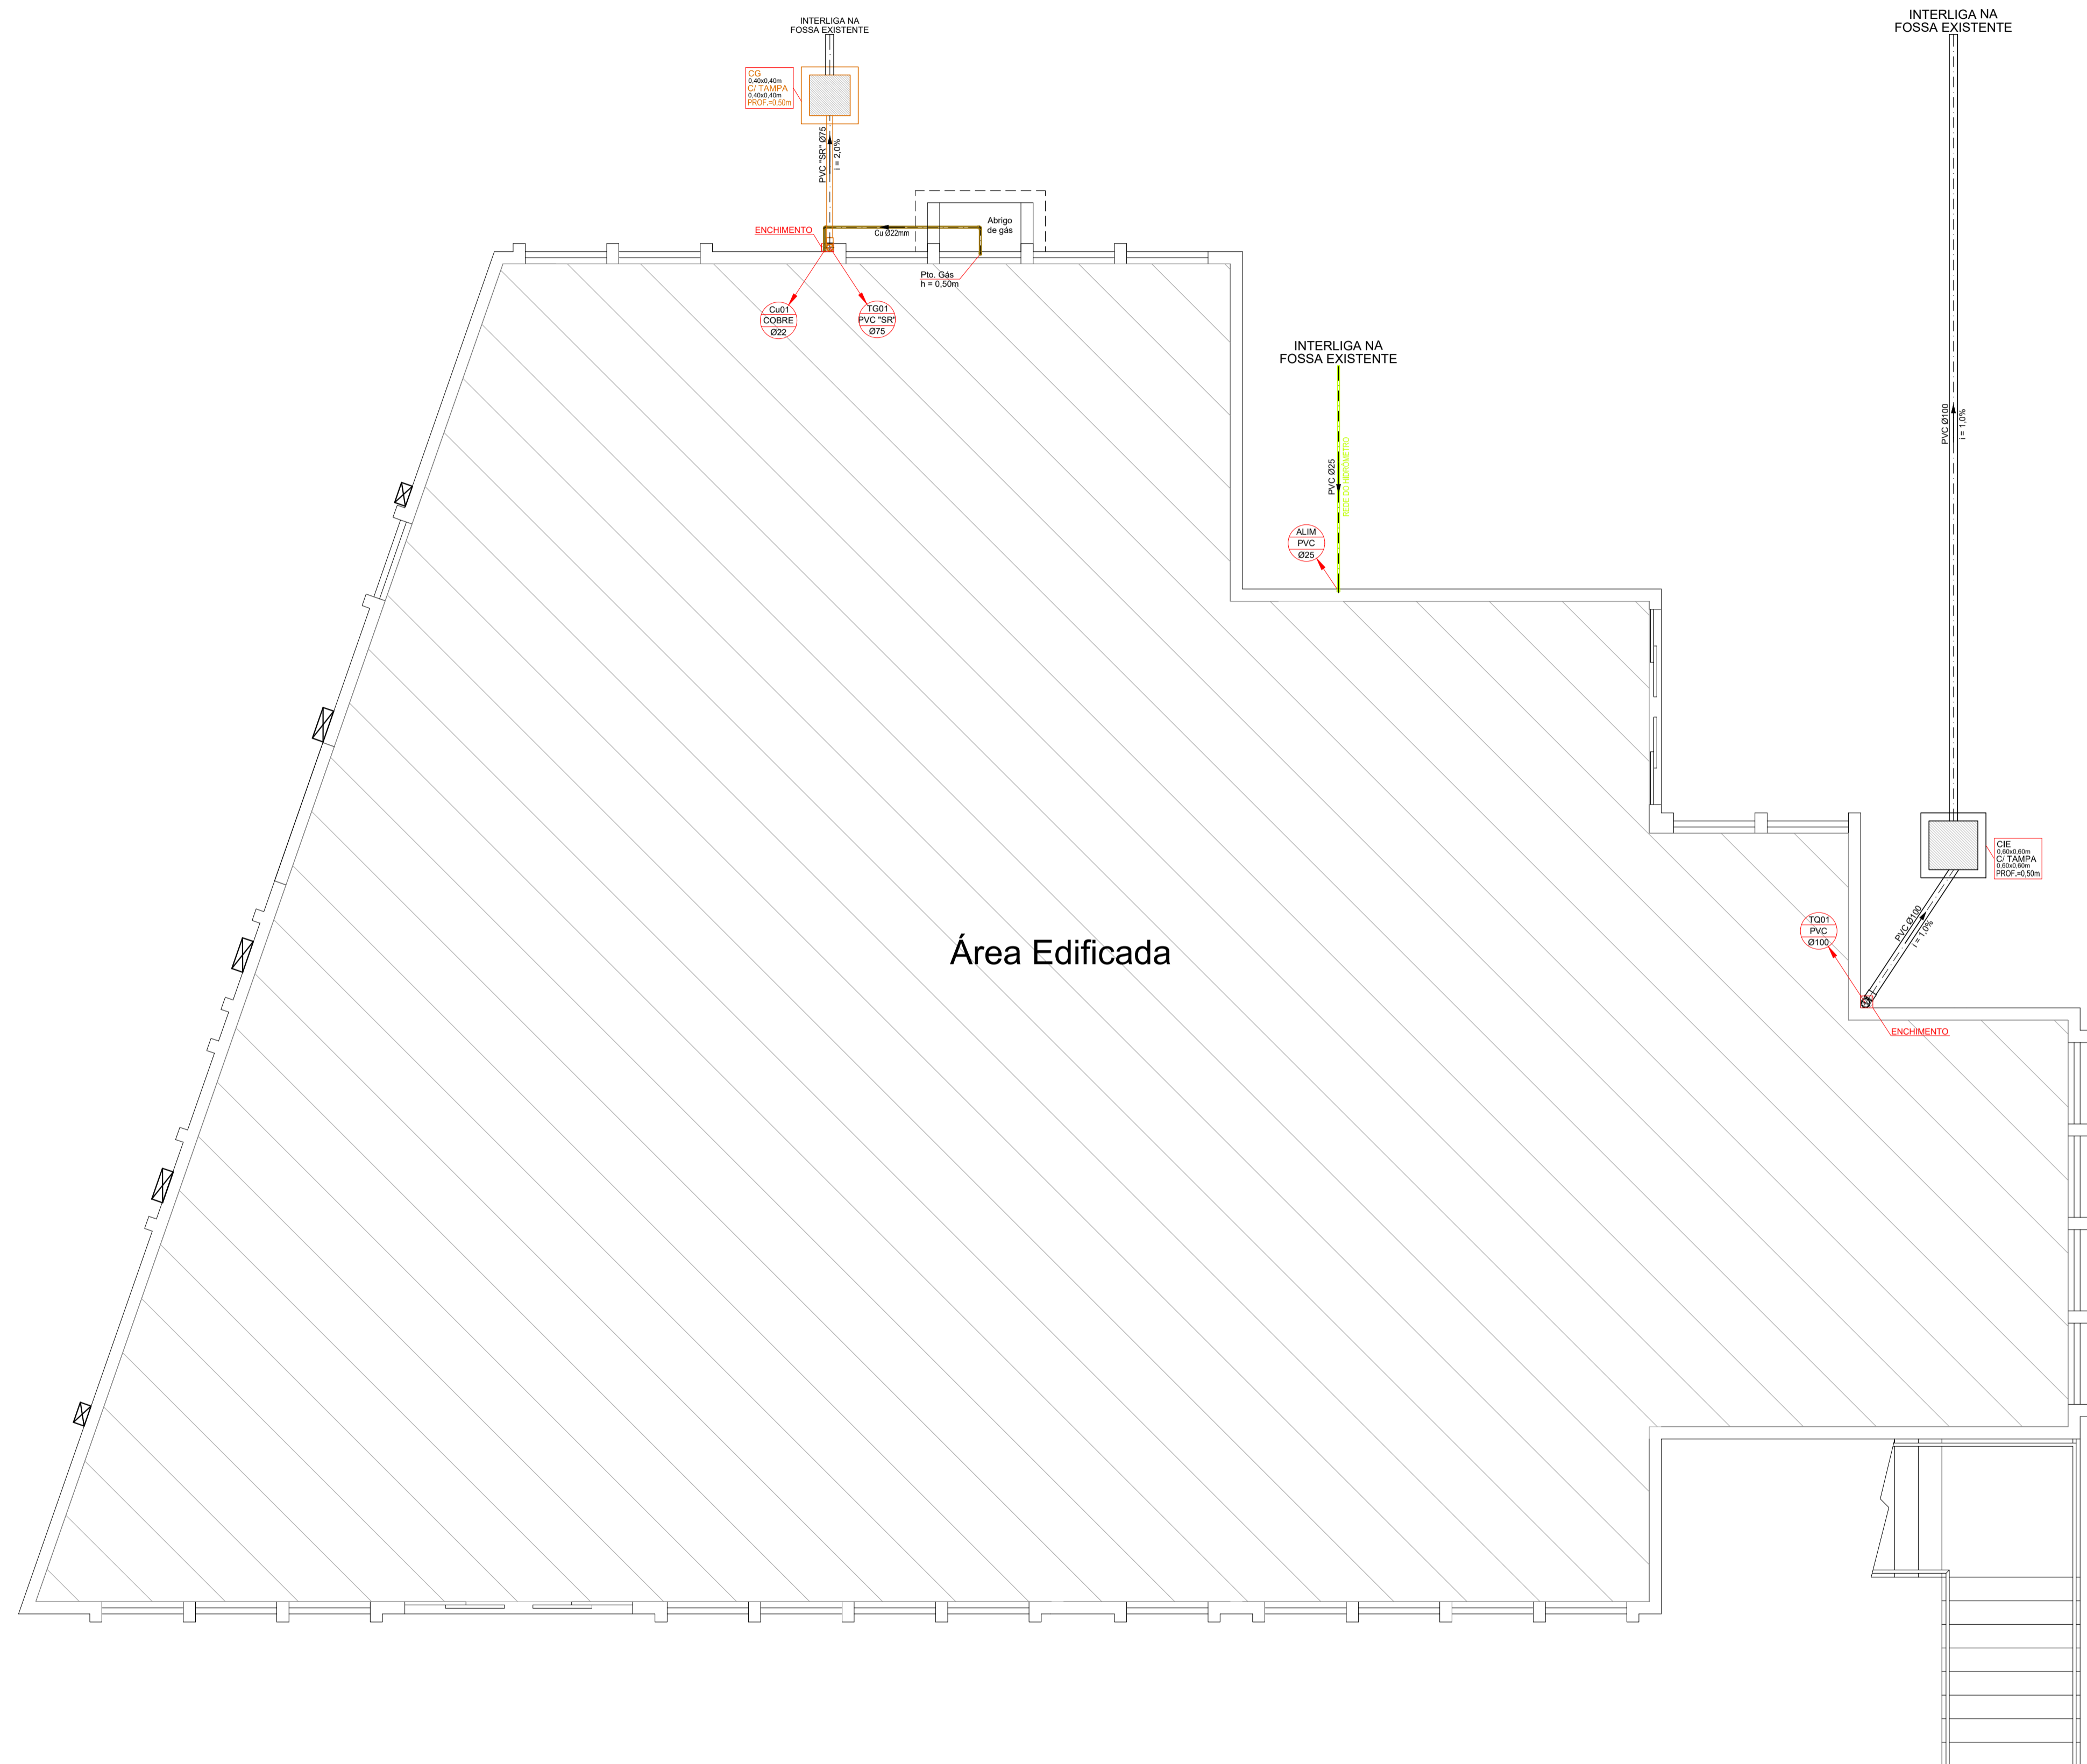 INTERLIGA NA
FOSSA EXISTENTE
INTERLIGA NA
FOSSA EXISTENTE
CG
0,40x0,40m
C/ TAMPA
0,40x0,40m
PROF.=0,50m
PVC "SR" Ø75
i = 2,0%
ENCHIMENTO
Cu Ø22mm
Abrigo
de gás
Pto. Gás
h = 0,50m
Cu01
COBRE
Ø22
TG01
PVC "SR"
Ø75
INTERLIGA NA
FOSSA EXISTENTE
PVC Ø25
REDE DO HIDRÔMETRO
ALIM
PVC
Ø25
PVC Ø100
i = 1,0%
CIE
0,60x0,60m
C/ TAMPA
0,60x0,60m
PROF.=0,50m
PVC Ø100
i = 1,0%
TQ01
PVC
Ø100
ENCHIMENTO
Área Edificada